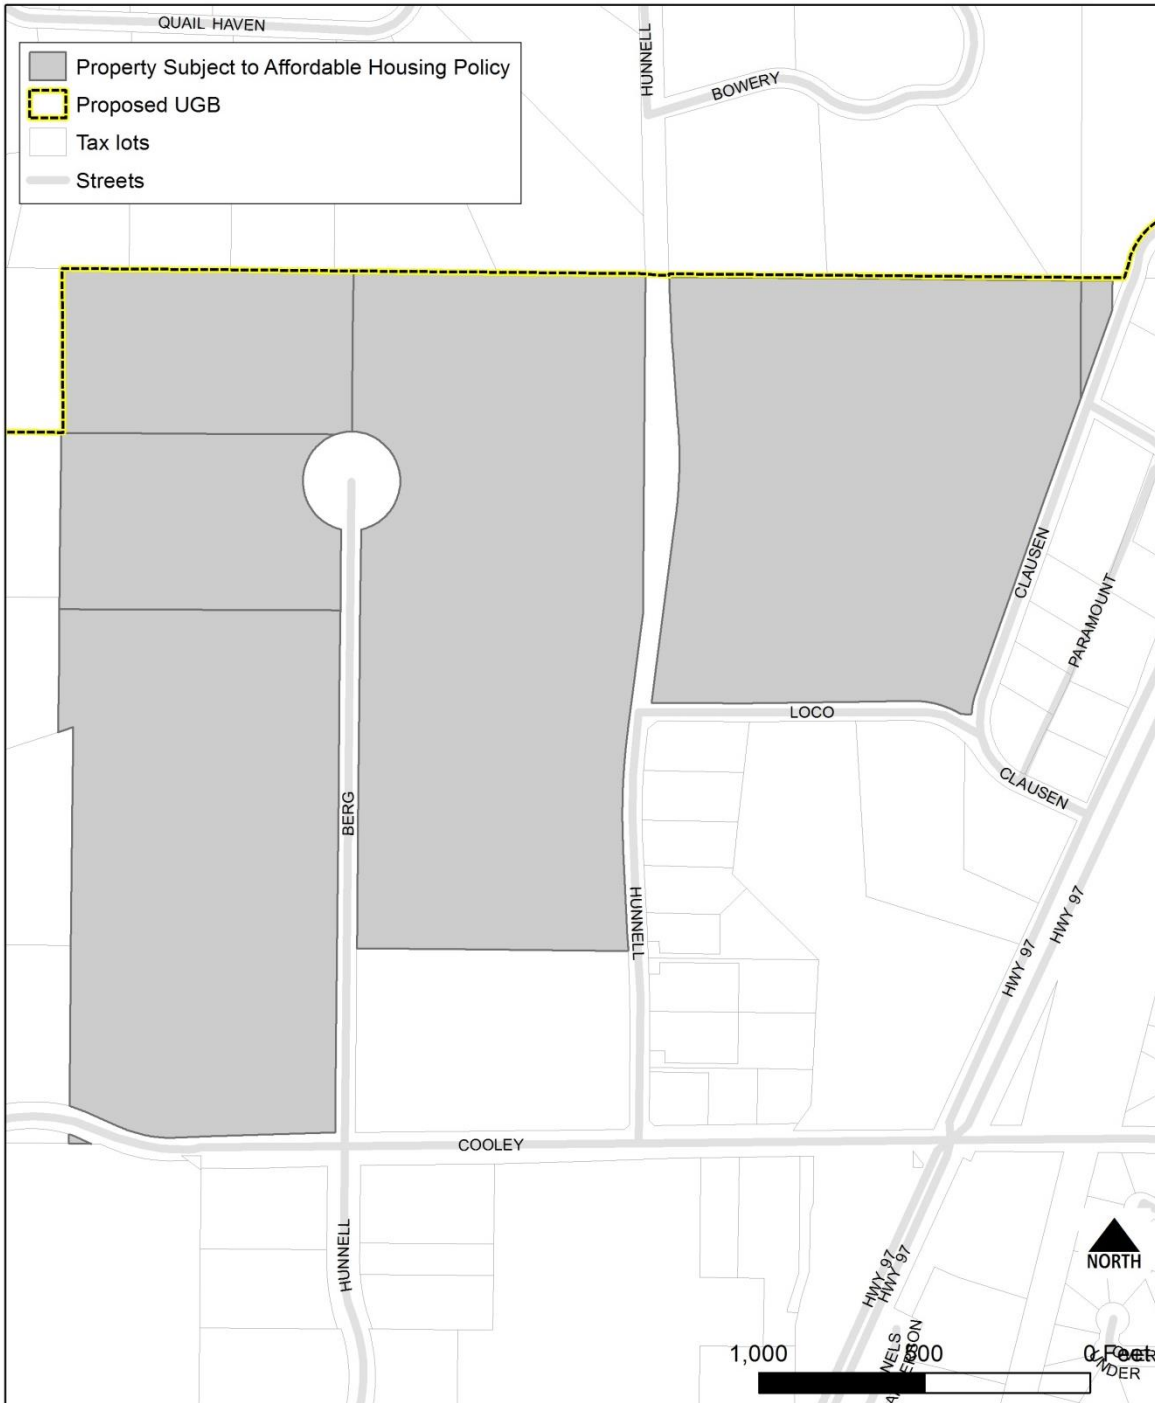 QUAIL HAVEN
HUNNELL
BOWERY
Property Subject to Affordable Housing Policy
Proposed UGB
Tax lots
Streets
CLAUSEN
PARAMOUNT
LOCO
CLAUSEN
BERG
HUNNELL
HWY 97
HWY 97
COOLEY
HUNNELL
NORTH
HWY 97
HWY 97
1,000
0 Feet